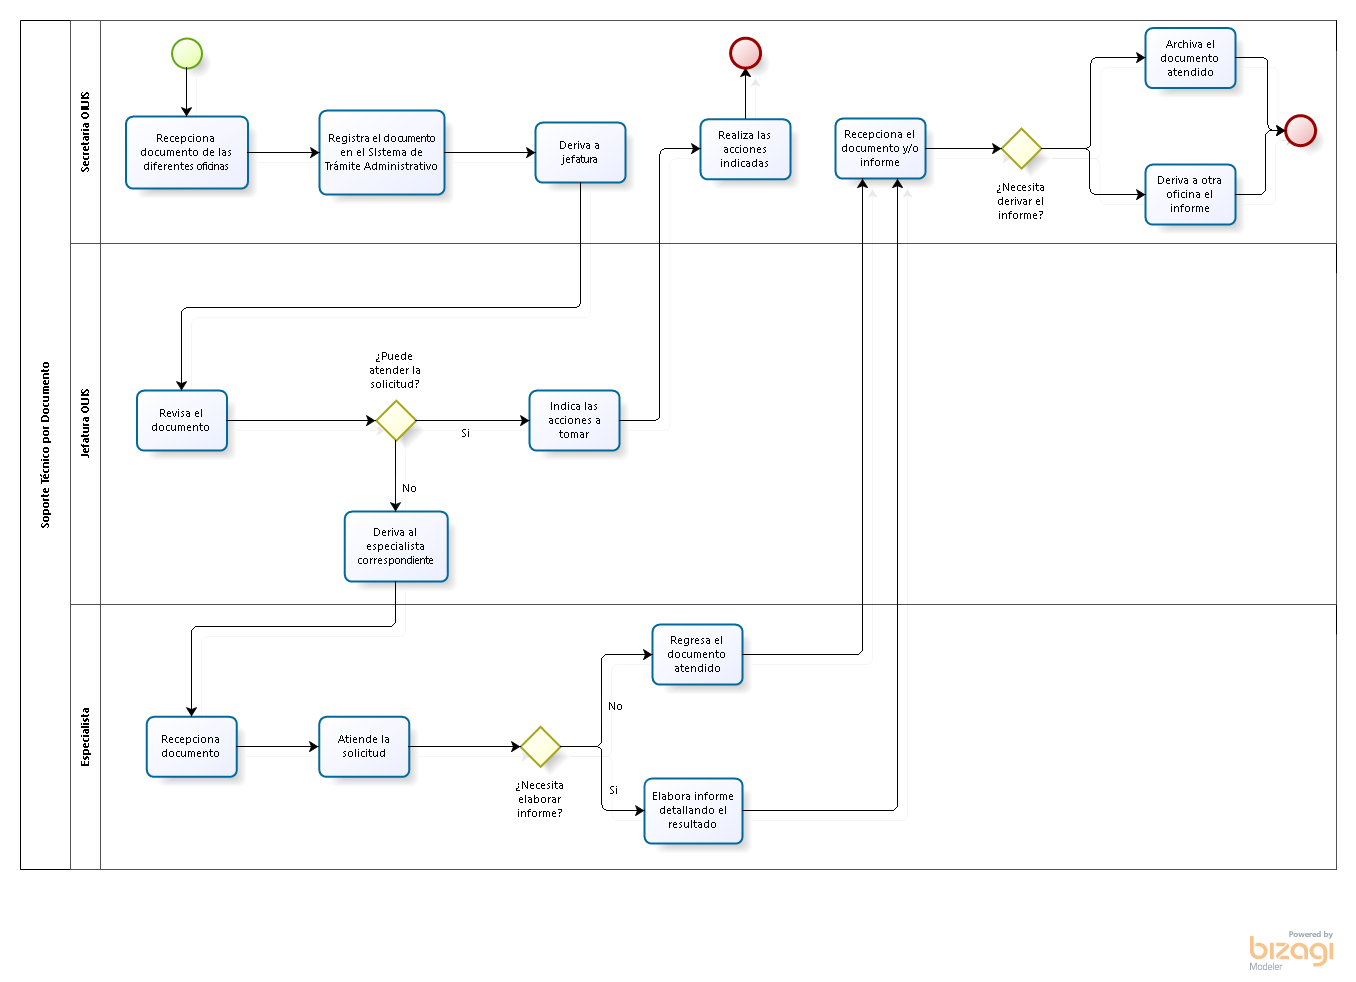 Soporte Técnico por Documento
Secretaria OIUIS
Recepciona
documento de las
diferentes oficinas
Registra el documento
en el SIstema de
Trámite Administrativo
Deriva a
jefatura
Realiza las
acciones
indicadas
Recepciona el
documento y/o
informe
¿Necesita
derivar el
informe?
Archiva el
documento
atendido
Deriva a otra
oficina el
informe
Revisa el
documento
¿Puede
atender la
solicitud?
Si
No
Indica las
acciones a
tomar
Deriva al
especialista
correspondiente
Especialista
Recepciona
documento
Atiende la
solicitud
¿Necesita
elaborar
informe?
No
Si
Regresa el
documento
atendido
Elabora informe
detallando el
resultado
Powered by
bizagi
Modeler